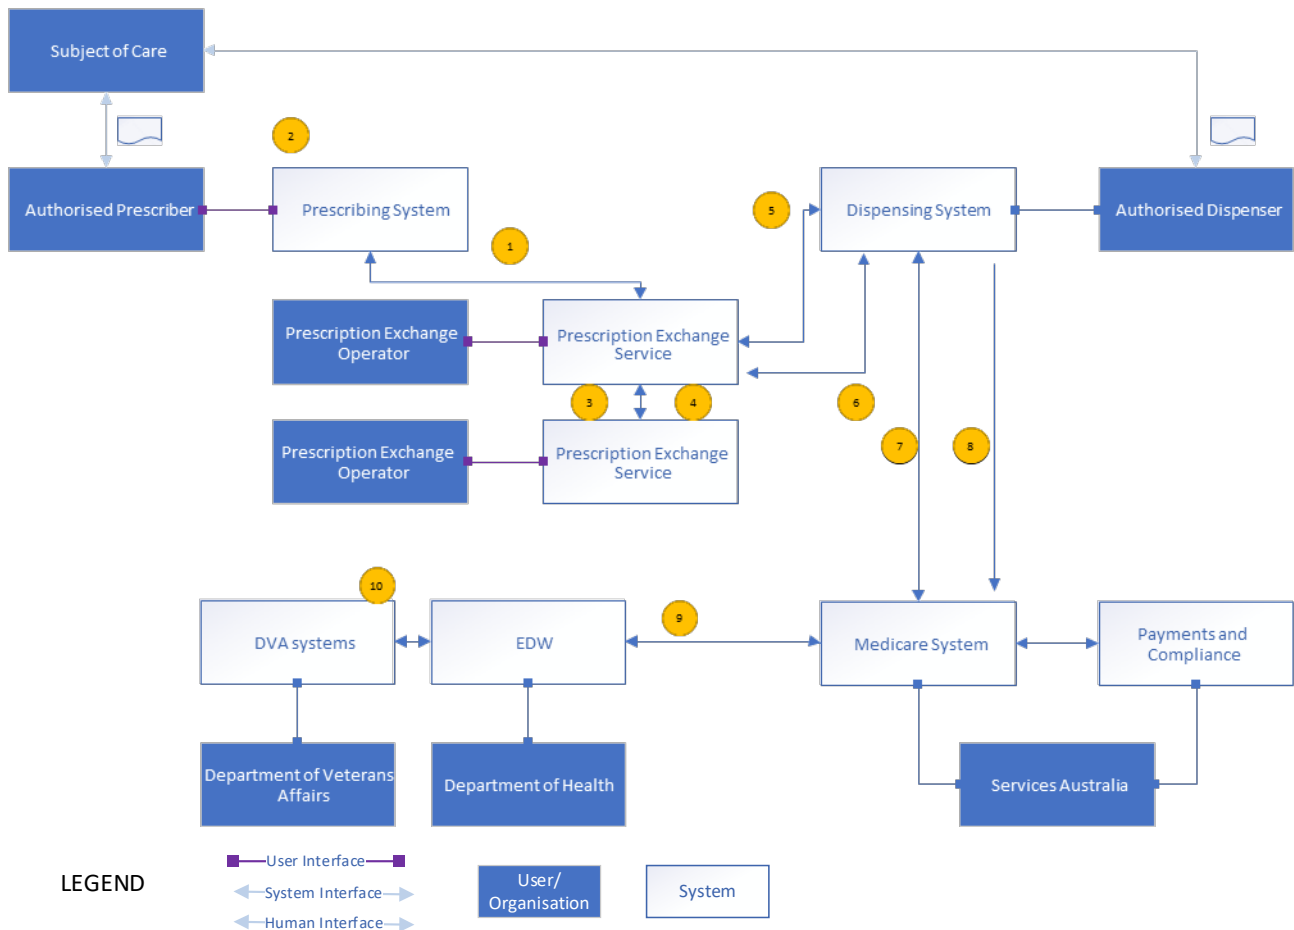 Subject of Care
2
Authorised Prescriber
Prescribing System
5
Dispensing System
Authorised Dispenser
1
Prescription Exchange
Operator
Prescription Exchange
Service
3
4
6
7
8
Prescription Exchange
Operator
Prescription Exchange
Service
10
9
DVA systems
EDW
Medicare System
Payments and
Compliance
Department of Veterans
Affairs
Department of Health
Services Australia
LEGEND
User Interface
System Interface
Human Interface
User/
Organisation
System